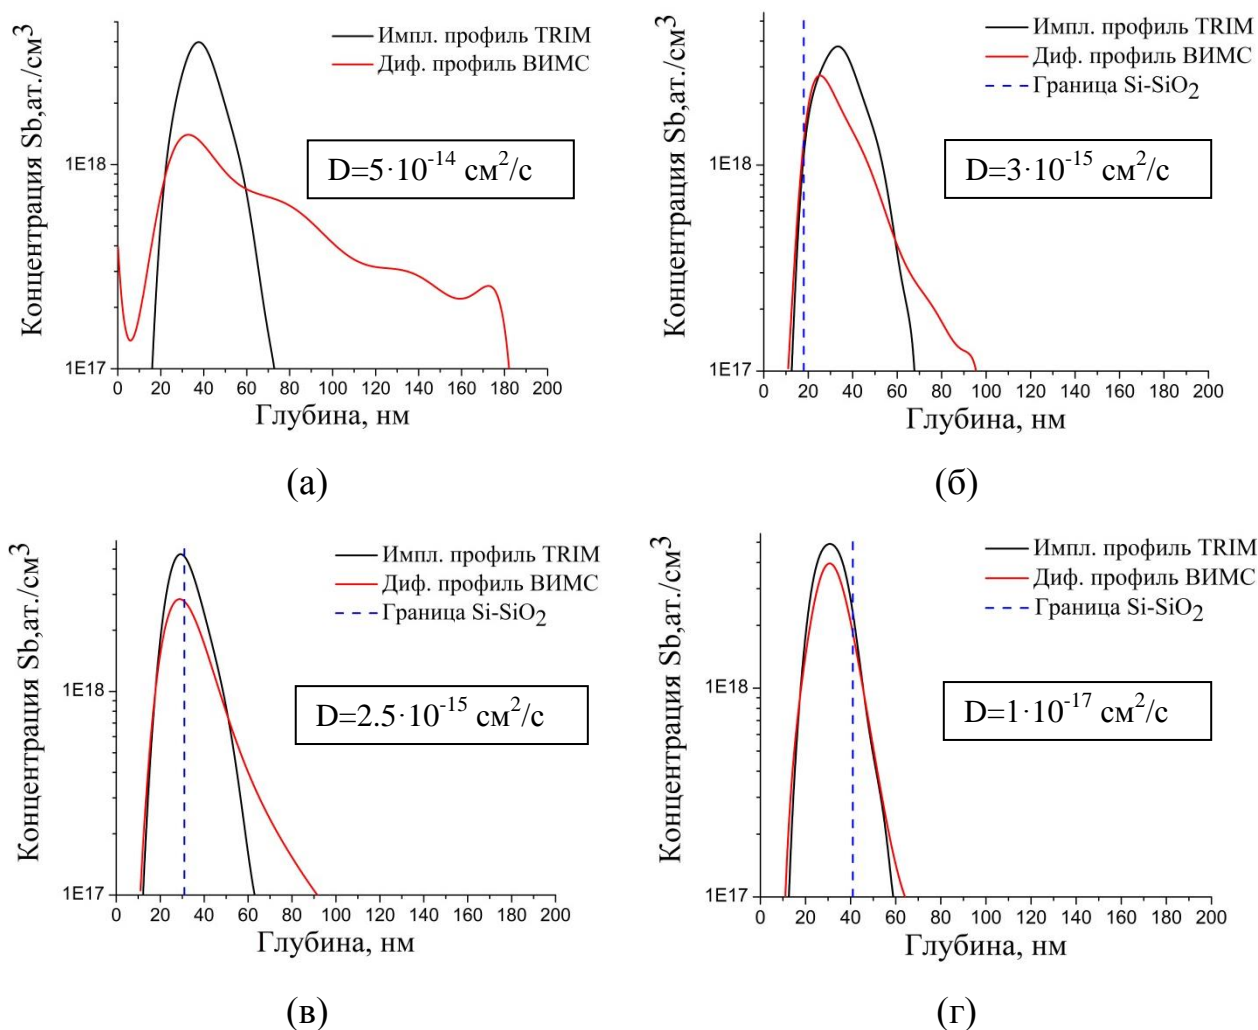 Концентрация Sb,ат./см³
Импл. профиль TRIM
Диф. профиль ВИМС
1E18
1E17
D=5·10⁻¹⁴ см²/с
0 20 40 60 80 100 120 140 160 180 200
Глубина, нм
(а)
Концентрация Sb,ат./см³
Импл. профиль TRIM
Диф. профиль ВИМС
Граница Si-SiO₂
1E18
1E17
D=3·10⁻¹⁵ см²/с
0 20 40 60 80 100 120 140 160 180 200
Глубина, нм
(б)
Концентрация Sb,ат./см³
Импл. профиль TRIM
Диф. профиль ВИМС
Граница Si-SiO₂
1E18
1E17
D=2.5·10⁻¹⁵ см²/с
0 20 40 60 80 100 120 140 160 180 200
Глубина, нм
(в)
Концентрация Sb,ат./см³
Импл. профиль TRIM
Диф. профиль ВИМС
Граница Si-SiO₂
1E18
1E17
D=1·10⁻¹⁷ см²/с
0 20 40 60 80 100 120 140 160 180 200
Глубина, нм
(г)